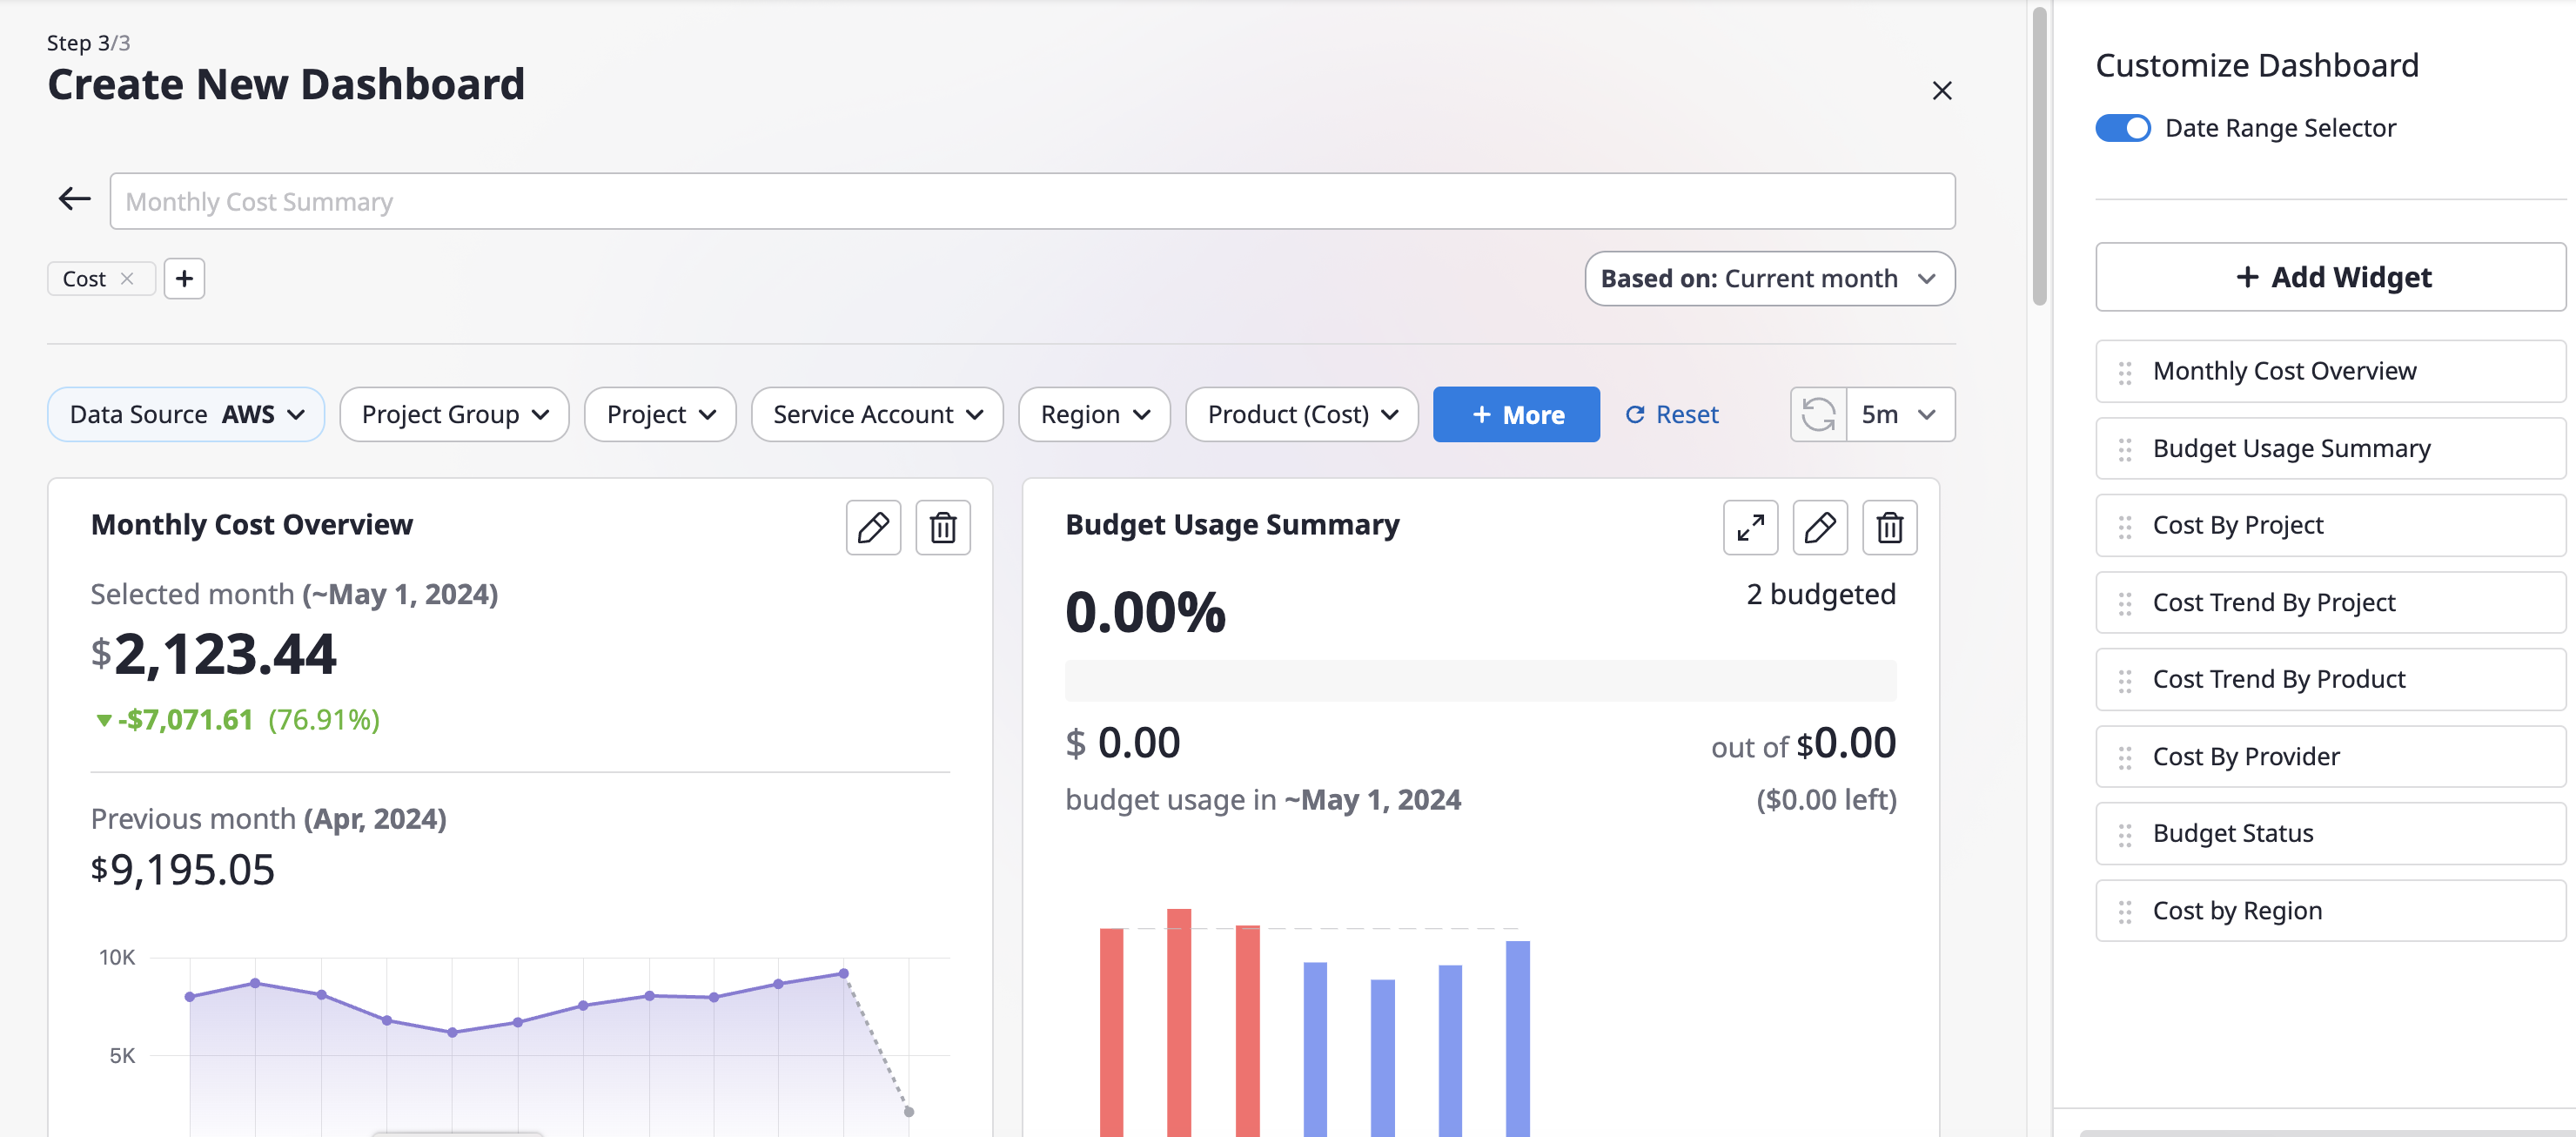 Step 3/3
Create New Dashboard
Monthly Cost Summary
Cost
Based on: Current month
Data Source AWS
Project Group
Project
Service Account
Region
Product (Cost)
+ More
Reset
5m
Monthly Cost Overview
Selected month (~May 1, 2024)
$2,123.44
-$7,071.61 (76.91%)
Previous month (Apr, 2024)
$9,195.05
10K
5K
Budget Usage Summary
0.00%
2 budgeted
$ 0.00
out of $0.00
budget usage in ~May 1, 2024
($0.00 left)
Customize Dashboard
Date Range Selector
+ Add Widget
Monthly Cost Overview
Budget Usage Summary
Cost By Project
Cost Trend By Project
Cost Trend By Product
Cost By Provider
Budget Status
Cost by Region